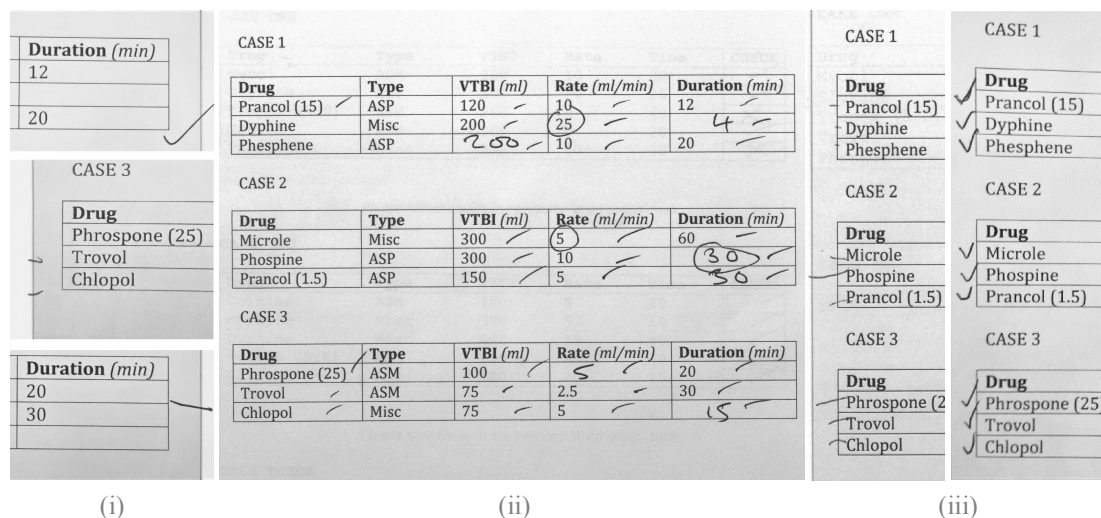 Duration (min)
12
20
CASE 3
Drug
Phrospone (25)
Trovol
Chlopol
Duration (min)
20
30
(i)
CASE 1
Drug Type VTBI (ml) Rate (ml/min) Duration (min)
Prancol (15) ASP 120 10 12
Dyphine Misc 200 25 4
Phesphene ASP 200 10 20
CASE 2
Drug Type VTBI (ml) Rate (ml/min) Duration (min)
Microle Misc 300 5 60
Phospine ASP 300 10 30
Prancol (1.5) ASP 150 5 30
CASE 3
Drug Type VTBI (ml) Rate (ml/min) Duration (min)
Phrospone (25) ASM 100 5 20
Trovol ASM 75 2.5 30
Chlopol Misc 75 5 15
(ii)
CASE 1
Drug
Prancol (15)
Dyphine
Phesphene
CASE 2
Drug
Microle
Phospine
Prancol (1.5)
CASE 3
Drug
Phrospone (2
Trovol
Chlopol
CASE 1
Drug
Prancol (15)
Dyphine
Phesphene
CASE 2
Drug
Microle
Phospine
Prancol (1.5)
CASE 3
Drug
Phrospone (25
Trovol
Chlopol
(iii)